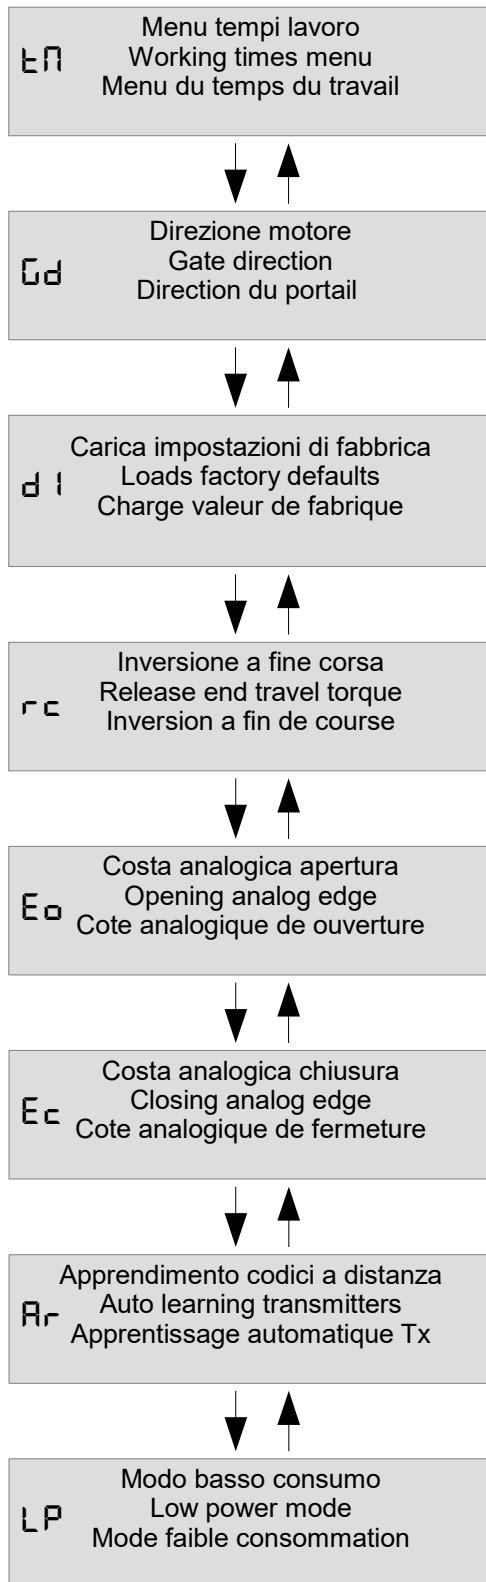 Menu tempi lavoro
tM Working times menu
Menu du temps du travail
Direzione motore
Gd Gate direction
Direction du portail
Carica impostazioni di fabbrica
d1 Loads factory defaults
Charge valeur de fabrique
Inversione a fine corsa
rc Release end travel torque
Inversion a fin de course
Costa analogica apertura
Eo Opening analog edge
Cote analogique de ouverture
Costa analogica chiusura
Ec Closing analog edge
Cote analogique de fermeture
Apprendimento codici a distanza
Ar Auto learning transmitters
Apprentissage automatique Tx
Modo basso consumo
LP Low power mode
Mode faible consommation